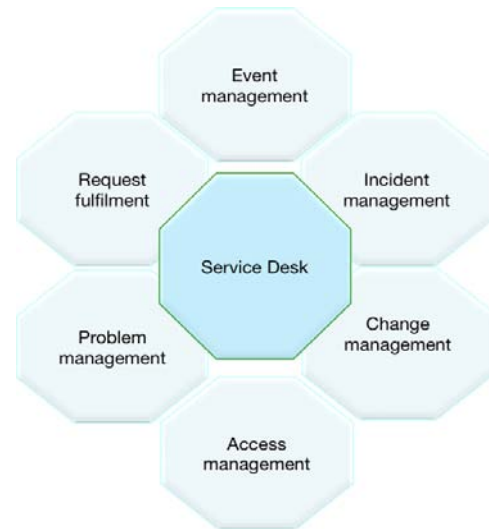 Event
management
Request
fulfilment
Incident
management
Service Desk
Problem
management
Change
management
Access
management